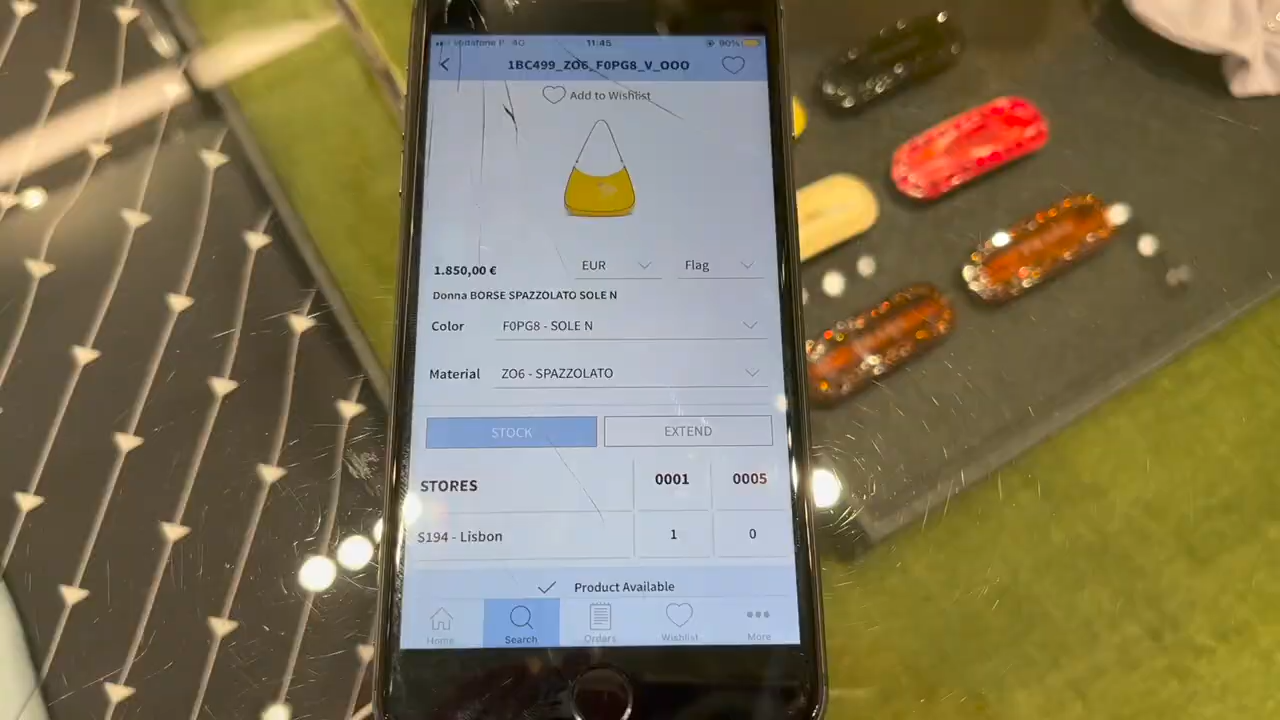 vodafone P 4G 11:45 90%
1BC499_ZO6_F0PG8_V_OOO
Add to Wishlist
1.850,00 € EUR Flag
Donna BORSE SPAZZOLATO SOLE N
Color F0PG8 - SOLE N
Material ZO6 - SPAZZOLATO
STOCK EXTEND
STORES 0001 0005
S194 - Lisbon 1 0
Product Available
Home Search Orders Wishlist More